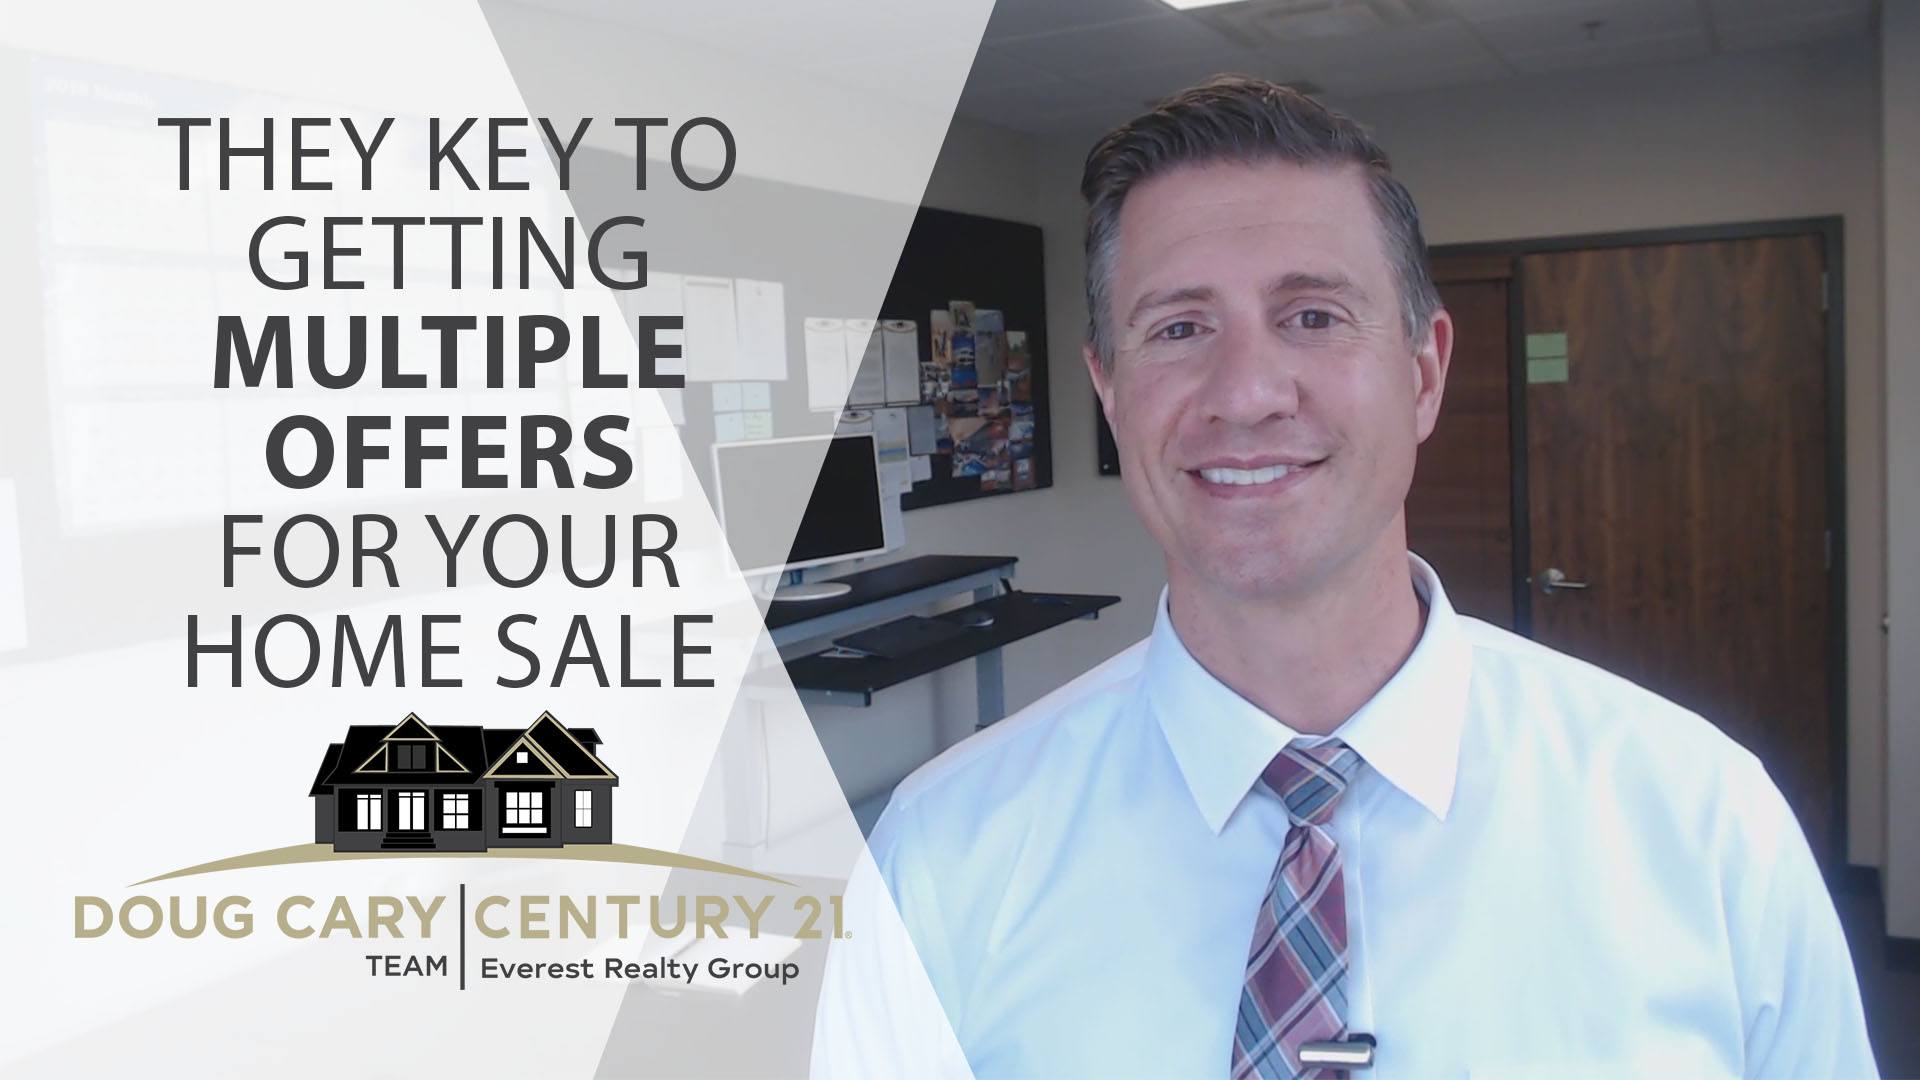 THEY KEY TO
GETTING
MULTIPLE
OFFERS
FOR YOUR
HOME SALE
DOUG CARY | CENTURY 21®
TEAM | Everest Realty Group